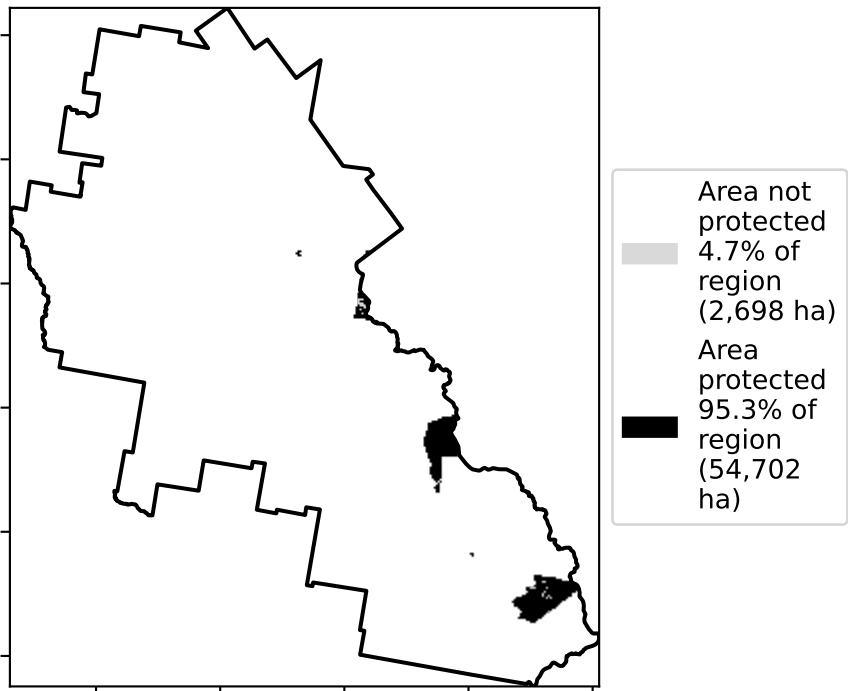 Area not
protected
4.7% of
region
(2,698 ha)
Area
protected
95.3% of
region
(54,702
ha)